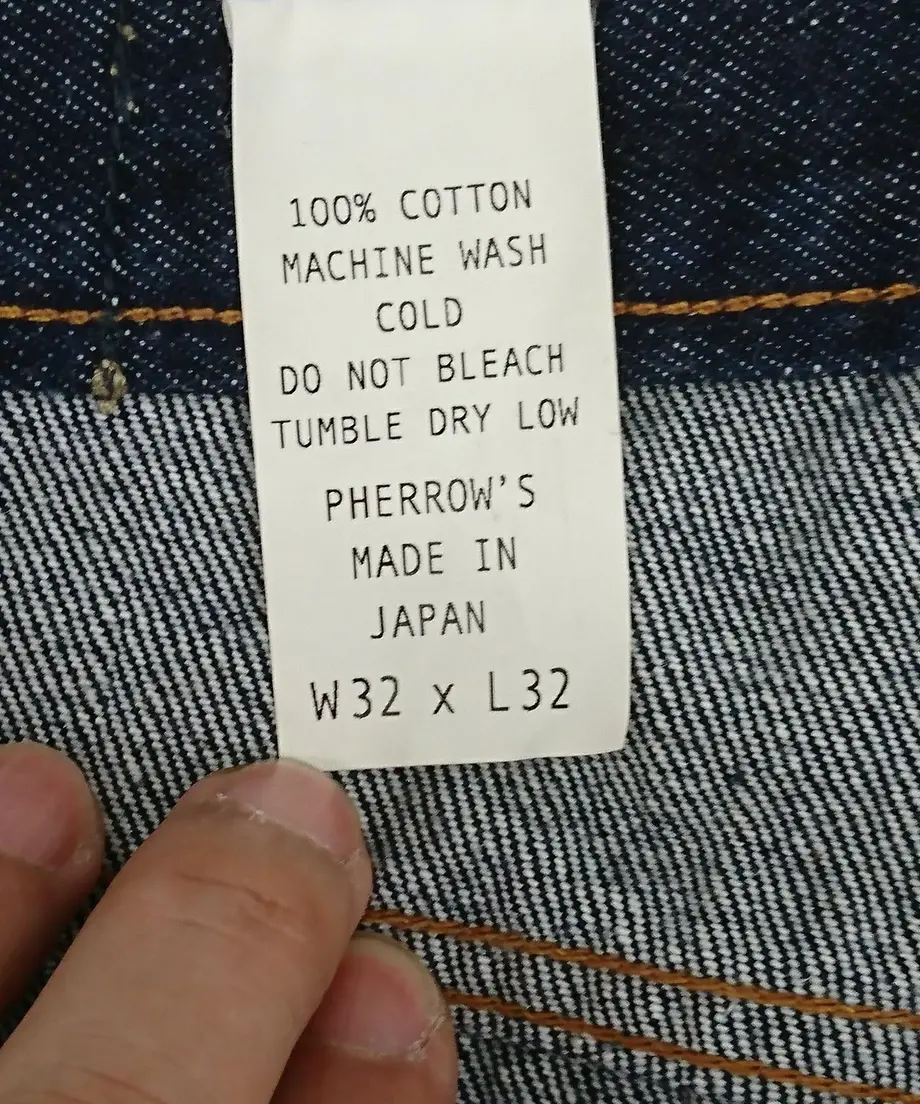 100% COTTON
MACHINE WASH
COLD
DO NOT BLEACH
TUMBLE DRY LOW
PHERROW'S
MADE IN
JAPAN
W32 x L32